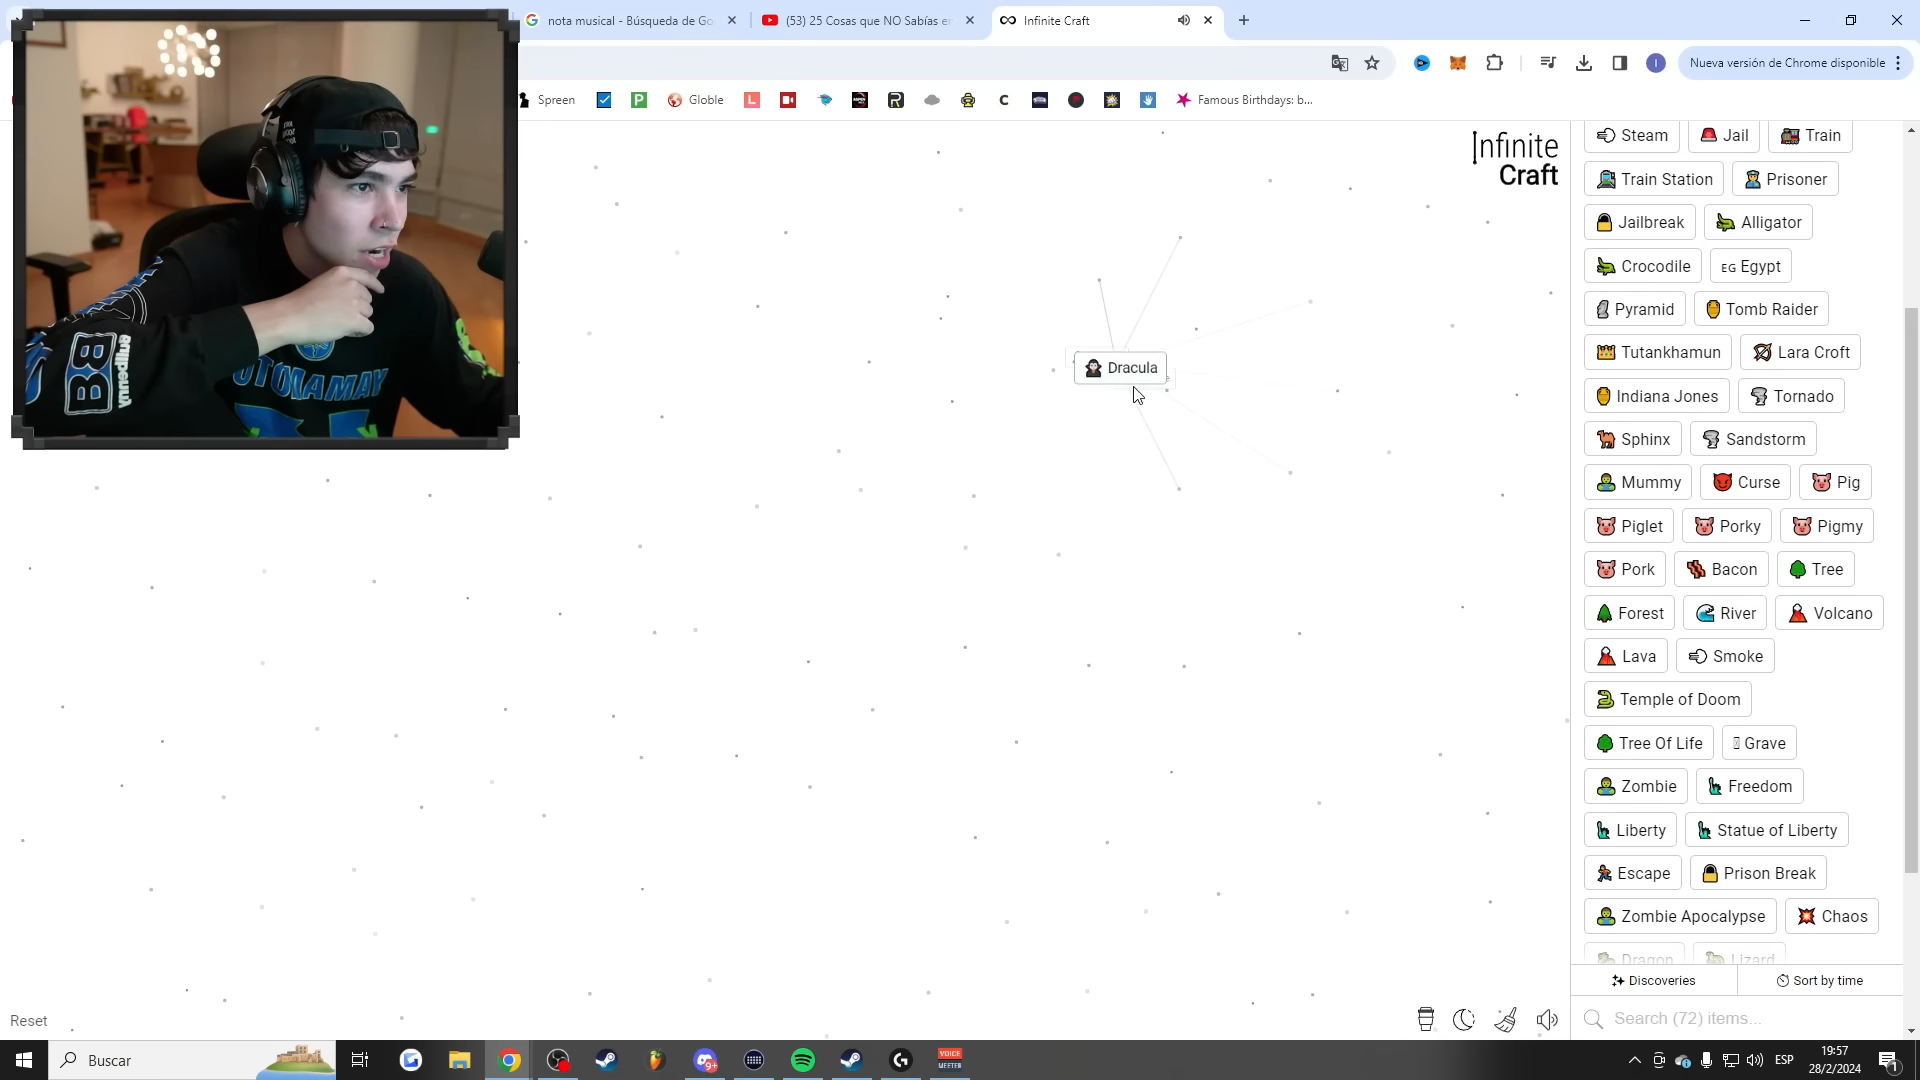 nota musical - Búsqueda de Go
(53) 25 Cosas que NO Sabías e
Infinite Craft
Nueva versión de Chrome disponible
Spreen
Globle
Famous Birthdays: b...
Infinite
Craft
Dracula
Steam
Jail
Train
Train Station
Prisoner
Jailbreak
Alligator
Crocodile
EG Egypt
Pyramid
Tomb Raider
Tutankhamun
Lara Croft
Indiana Jones
Tornado
Sphinx
Sandstorm
Mummy
Curse
Pig
Piglet
Porky
Pigmy
Pork
Bacon
Tree
Forest
River
Volcano
Lava
Smoke
Temple of Doom
Tree Of Life
Grave
Zombie
Freedom
Liberty
Statue of Liberty
Escape
Prison Break
Zombie Apocalypse
Chaos
Dragon
Lizard
Discoveries
Sort by time
Search (72) items...
Reset
Buscar
9+
VOICE
MEETER
ESP
19:57
28/2/2024
1